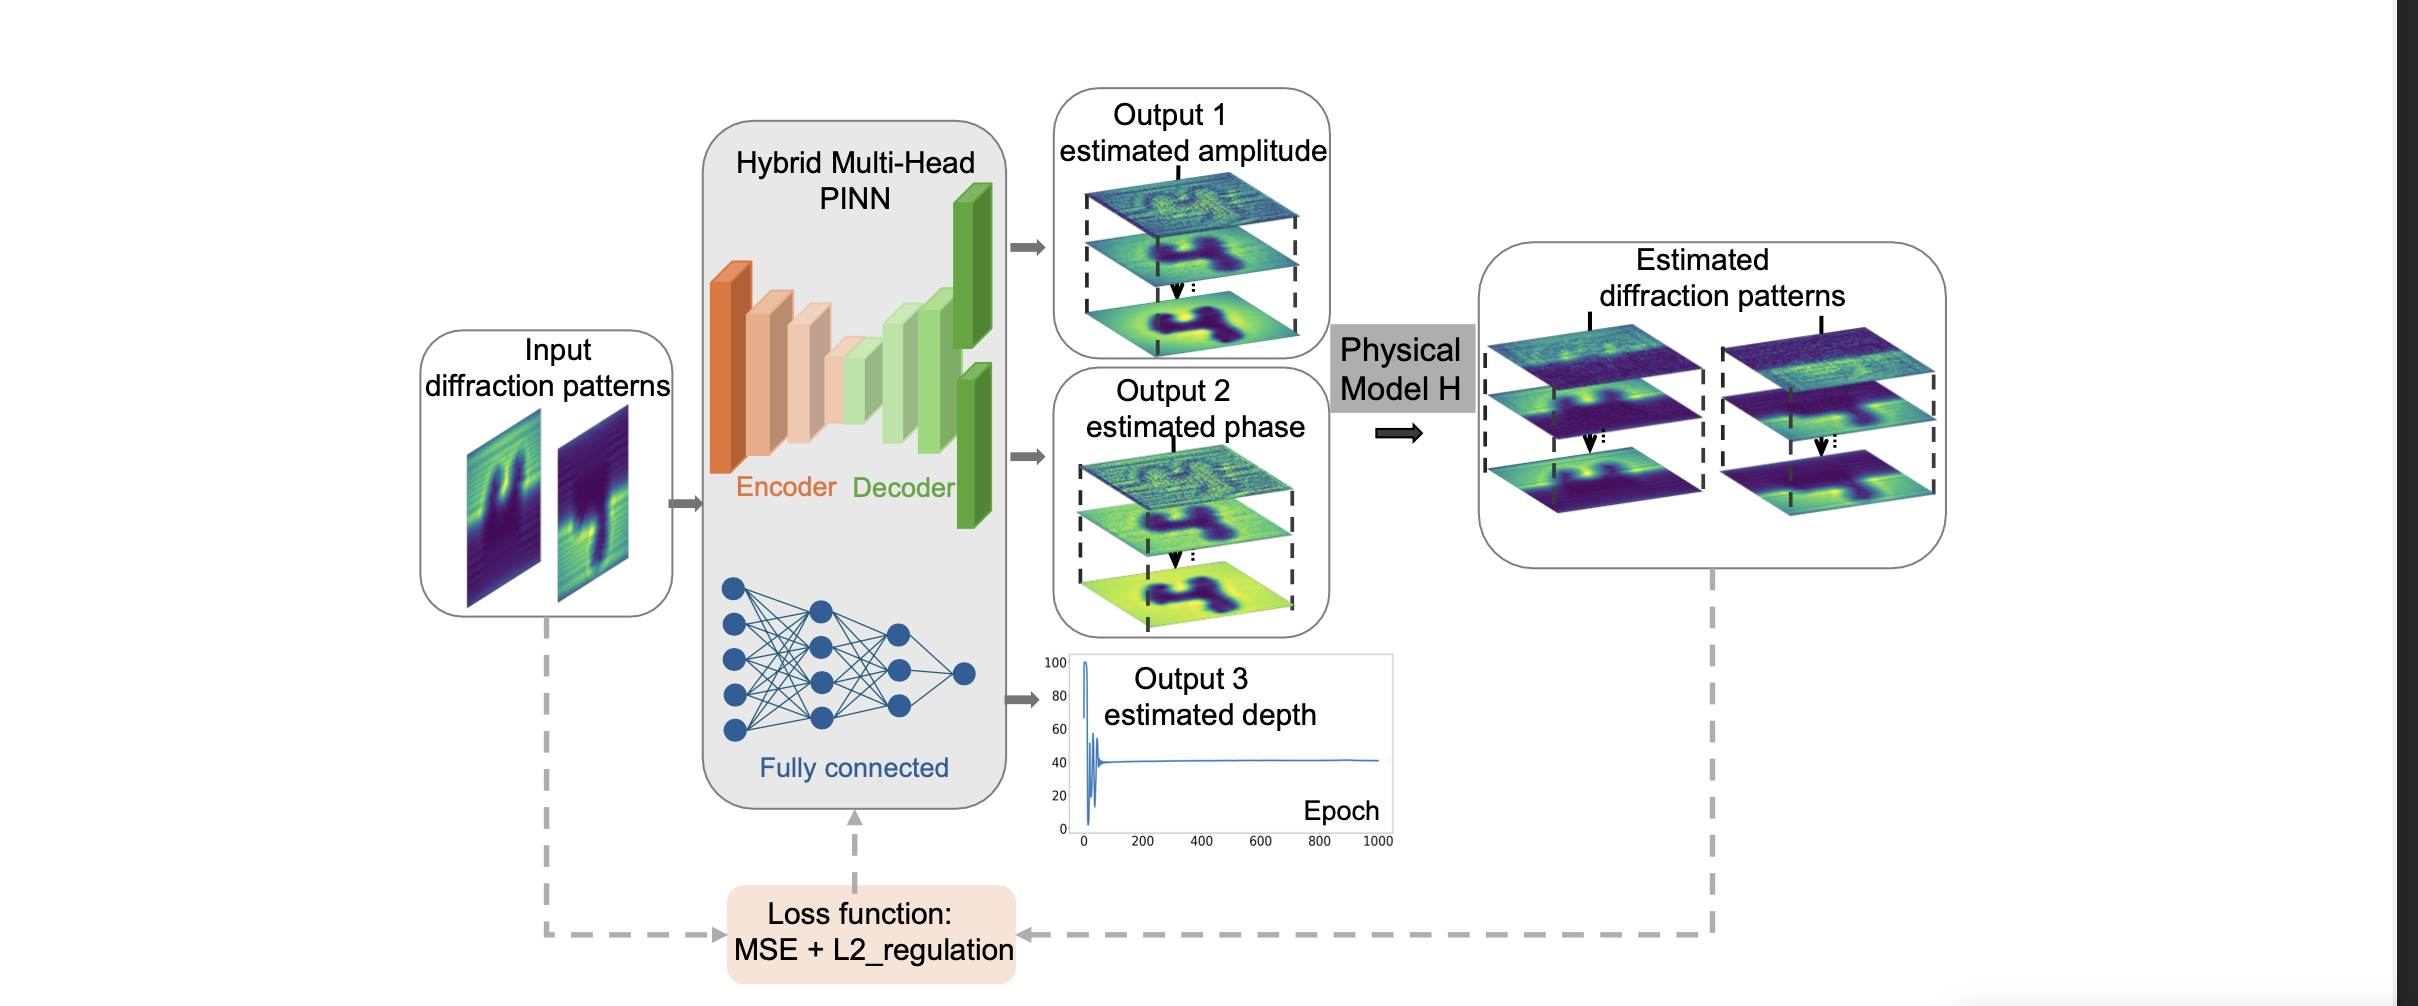 Input
diffraction patterns
Hybrid Multi-Head
PINN
Encoder
Decoder
Fully connected
Output 1
estimated amplitude
Output 2
estimated phase
Output 3
estimated depth
100
80
60
40
20
0
0
200
400
600
800
1000
Epoch
Physical
Model H
Estimated
diffraction patterns
Loss function:
MSE + L2_regulation